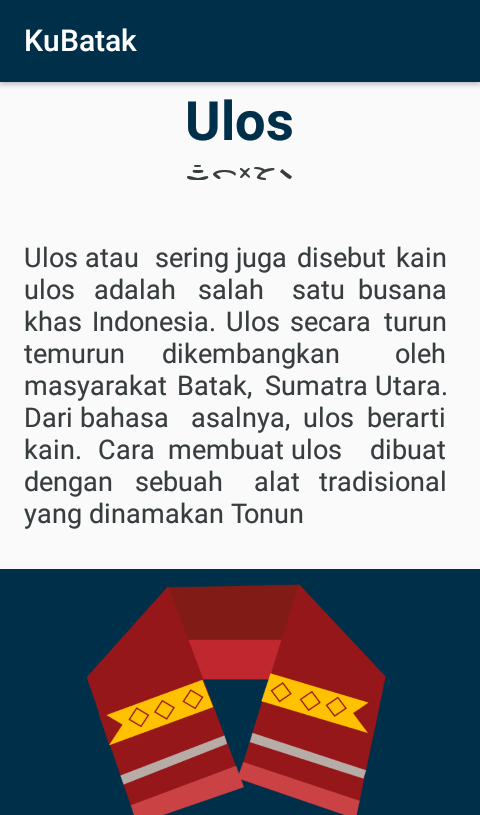 KuBatak
Ulos
ᯥᯞᯬᯘ᯲
Ulos atau sering juga disebut kain
ulos adalah salah satu busana
khas Indonesia. Ulos secara turun
temurun dikembangkan oleh
masyarakat Batak, Sumatra Utara.
Dari bahasa asalnya, ulos berarti
kain. Cara membuat ulos dibuat
dengan sebuah alat tradisional
yang dinamakan Tonun